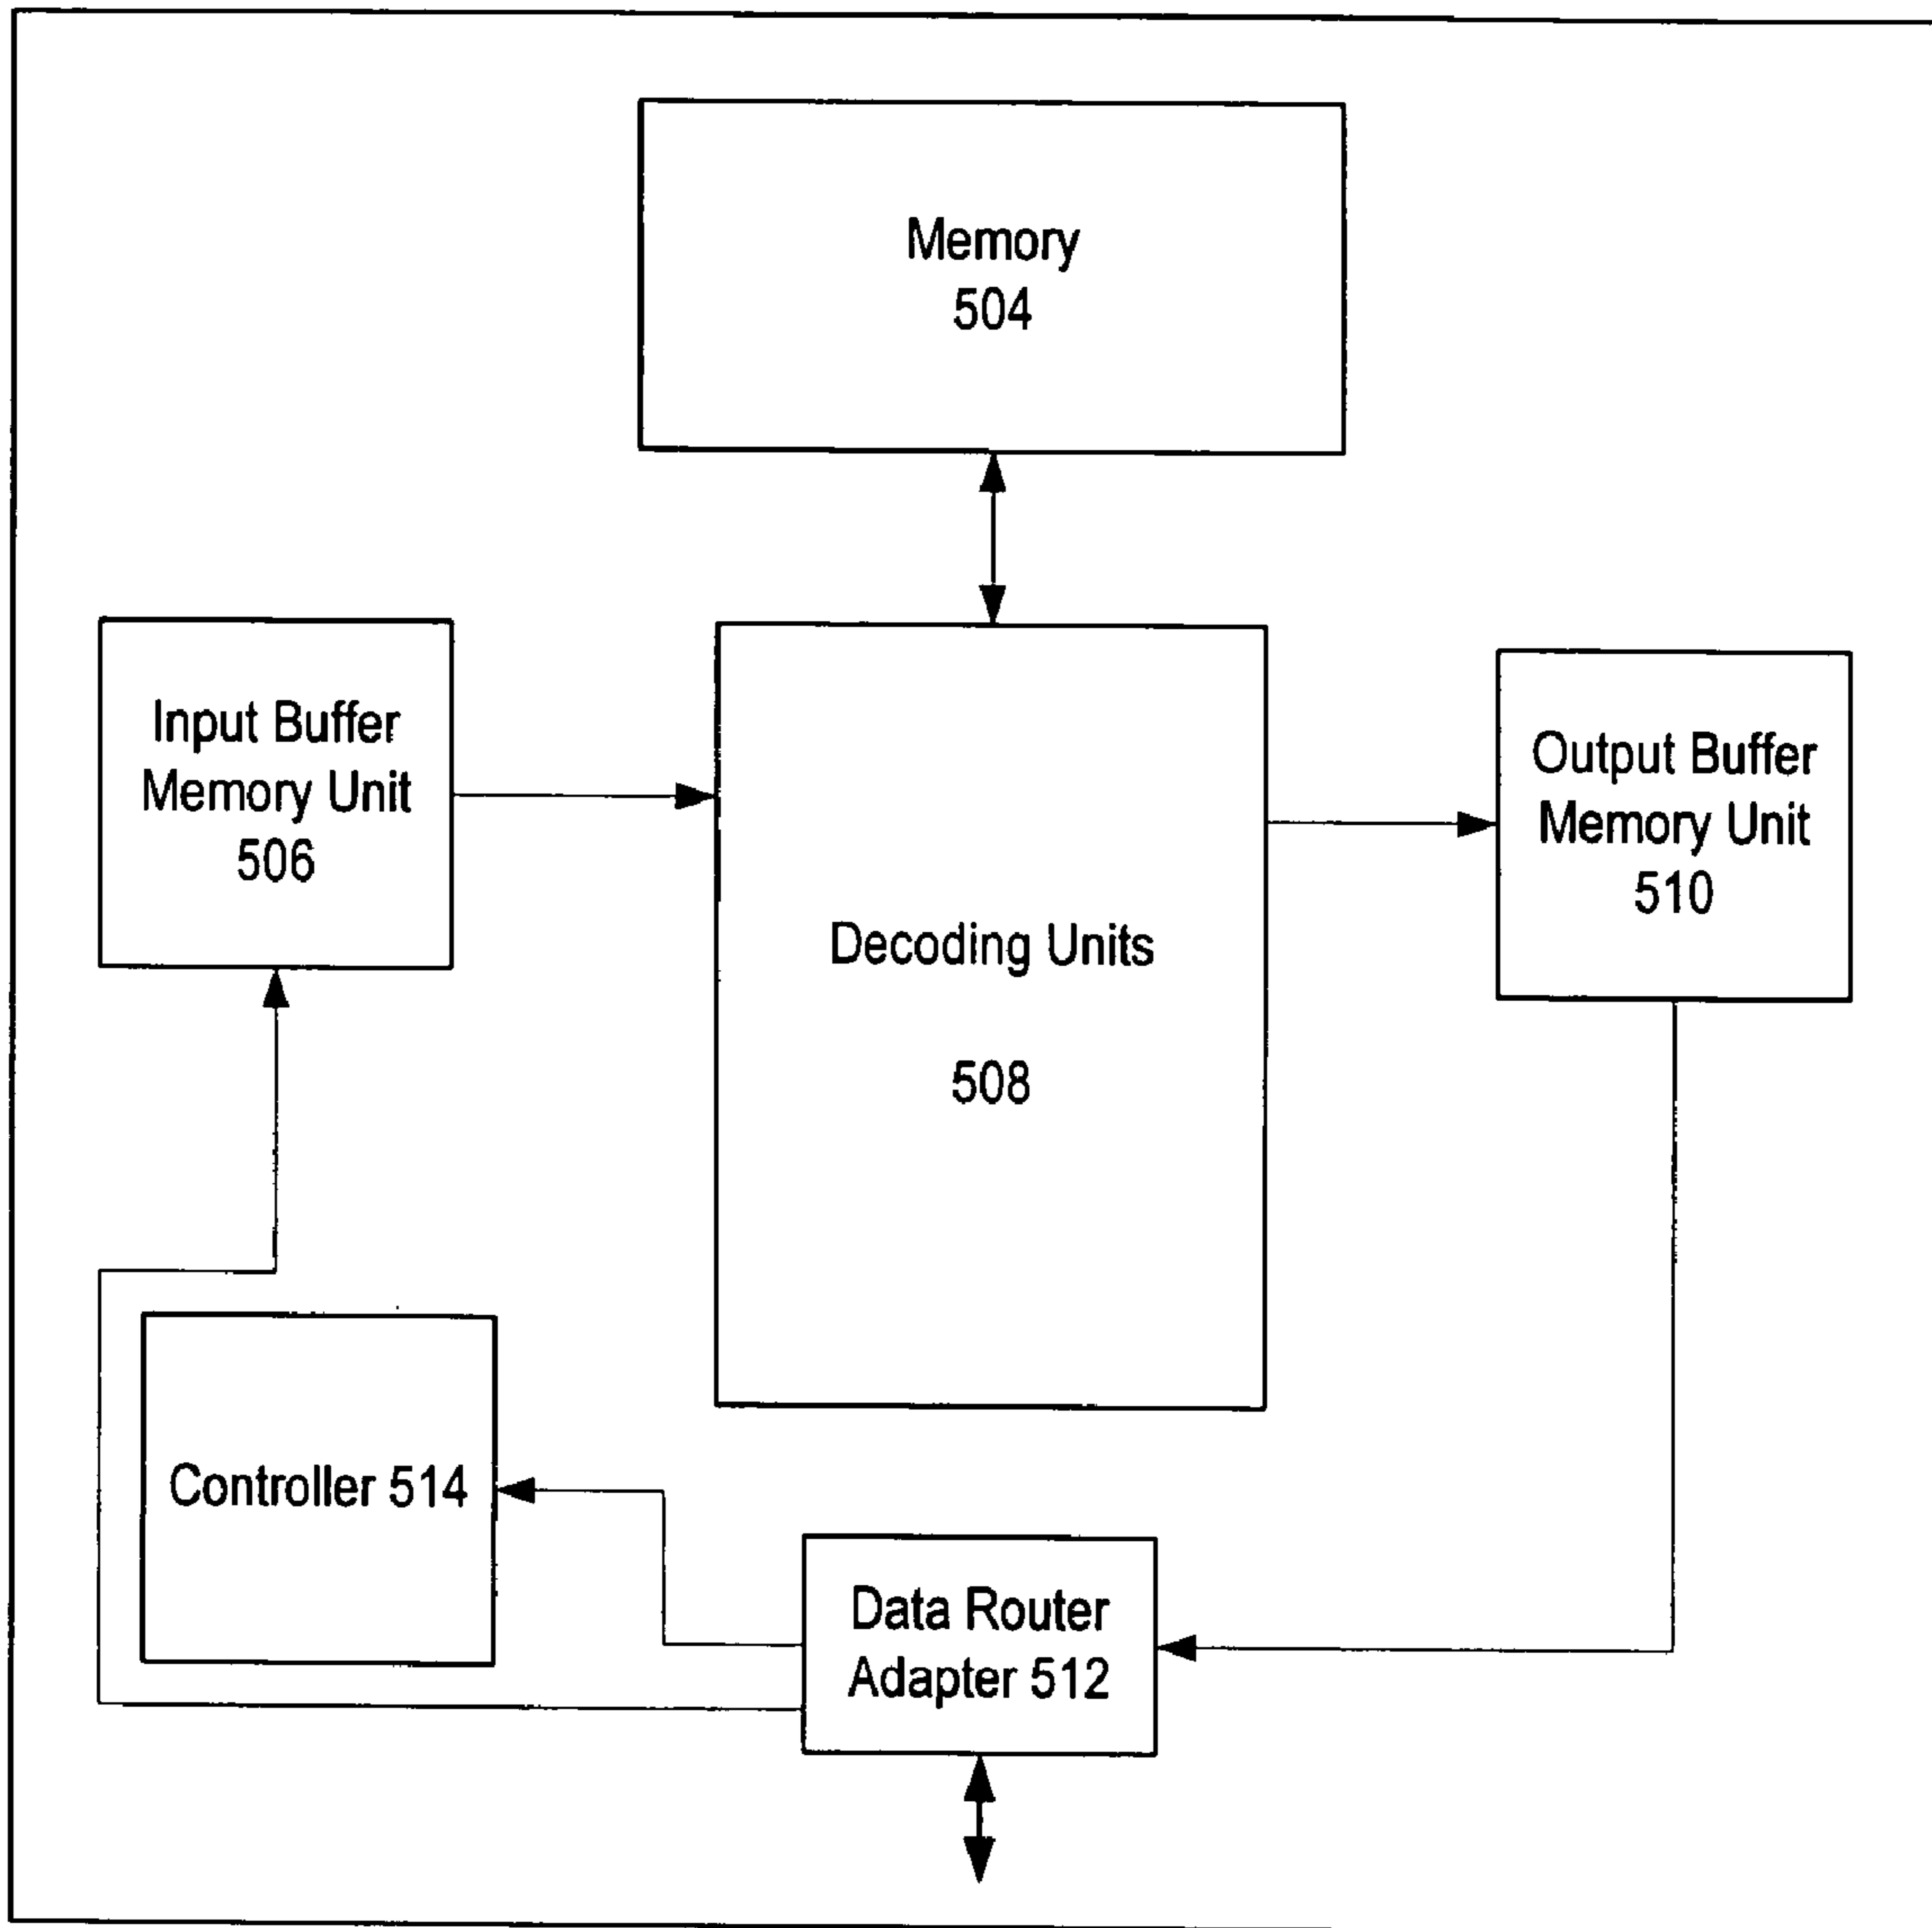 Memory
504
Input Buffer
Memory Unit
506
Decoding Units
508
Output Buffer
Memory Unit
510
Controller 514
Data Router
Adapter 512